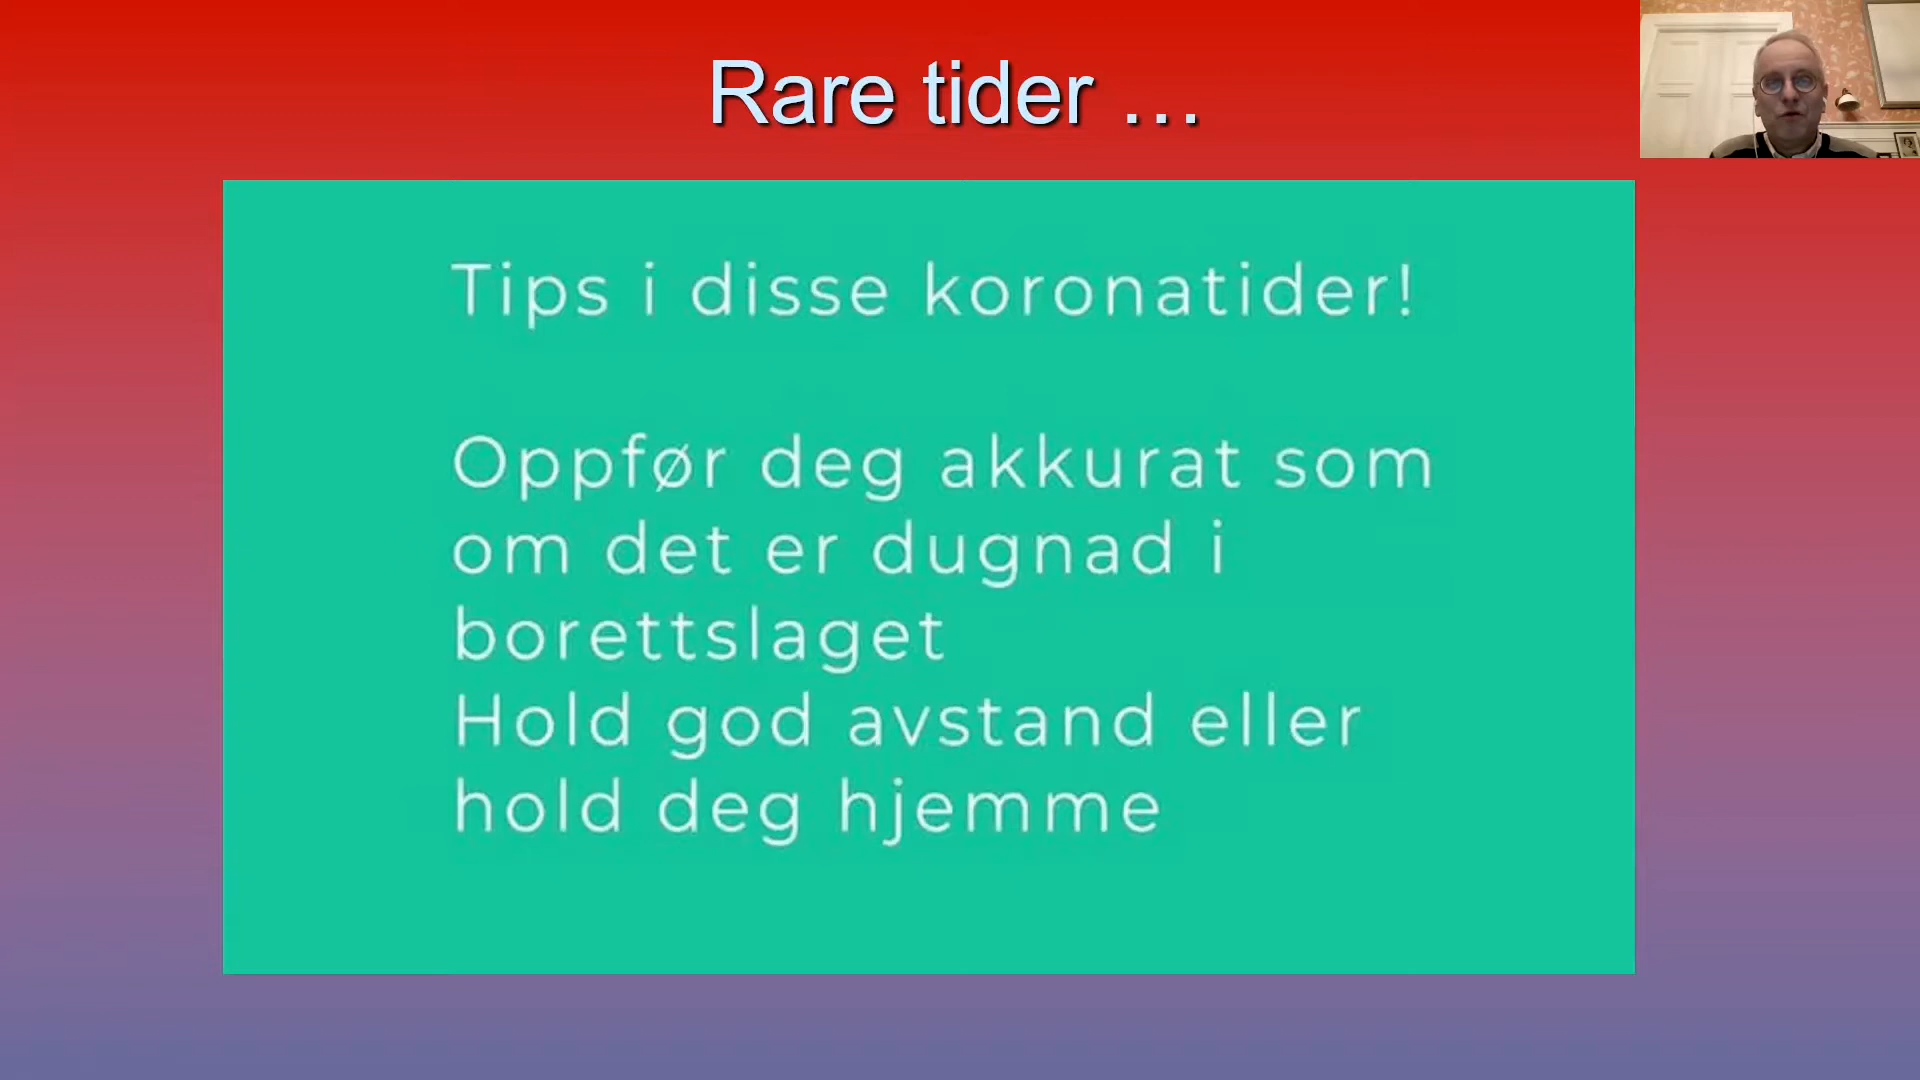 Rare tider …
Tips i disse koronatider!
Oppfør deg akkurat som
om det er dugnad i
borettslaget
Hold god avstand eller
hold deg hjemme